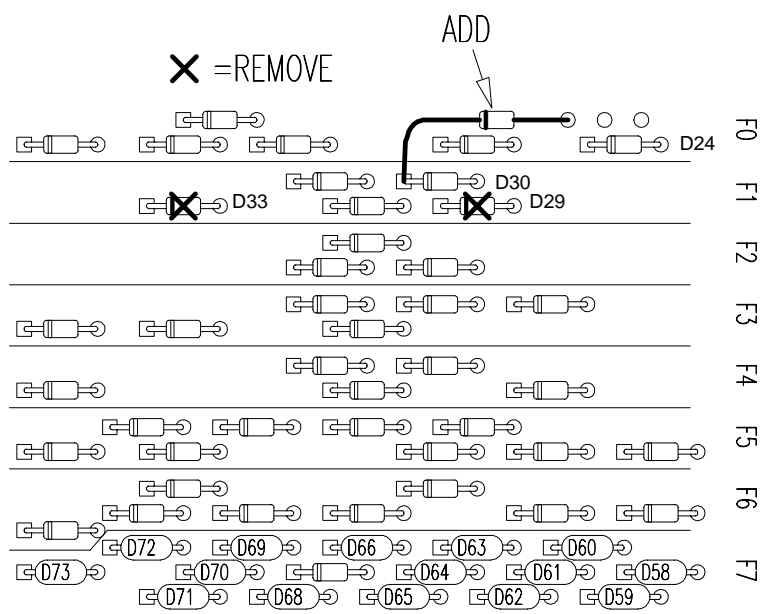 ADD
=REMOVE
D24
F0
D30
D33
D29
F1
F2
F3
F4
F5
F6
D72 D69 D66 D63 D60
D73 D70 D64 D61 D58
F7
D71 D68 D65 D62 D59